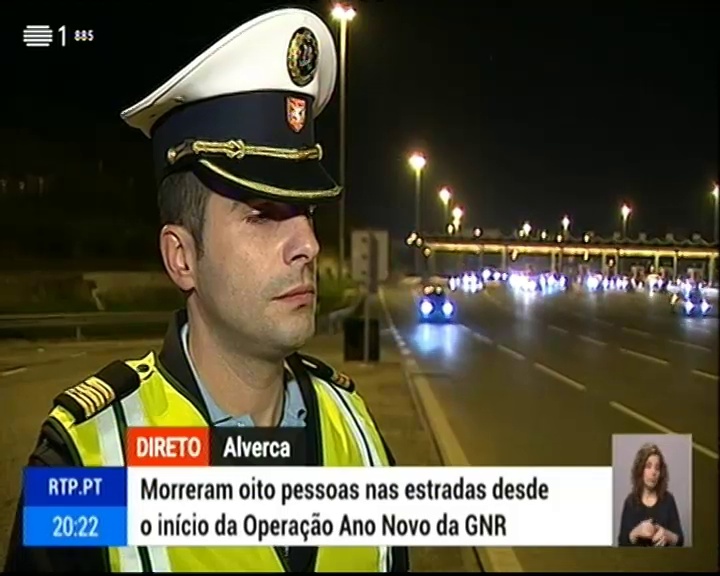 1 885
DIRETO Alverca
RTP.PT
20:22
Morreram oito pessoas nas estradas desde
o início da Operação Ano Novo da GNR